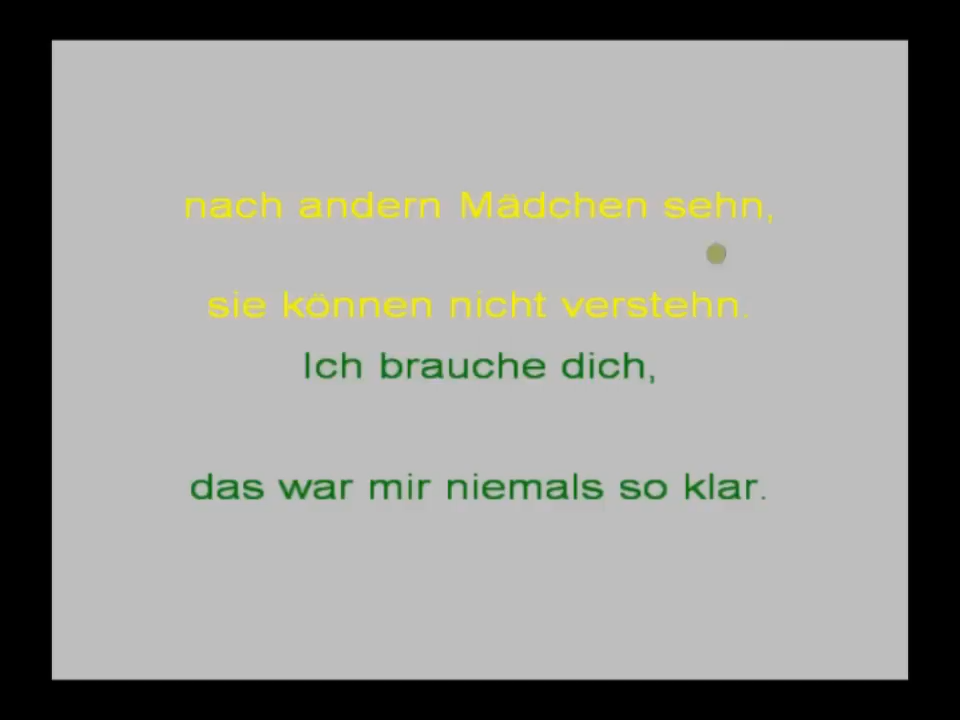 nach andern Mädchen sehn,
sie können nicht verstehn.
Ich brauche dich,
das war mir niemals so klar.